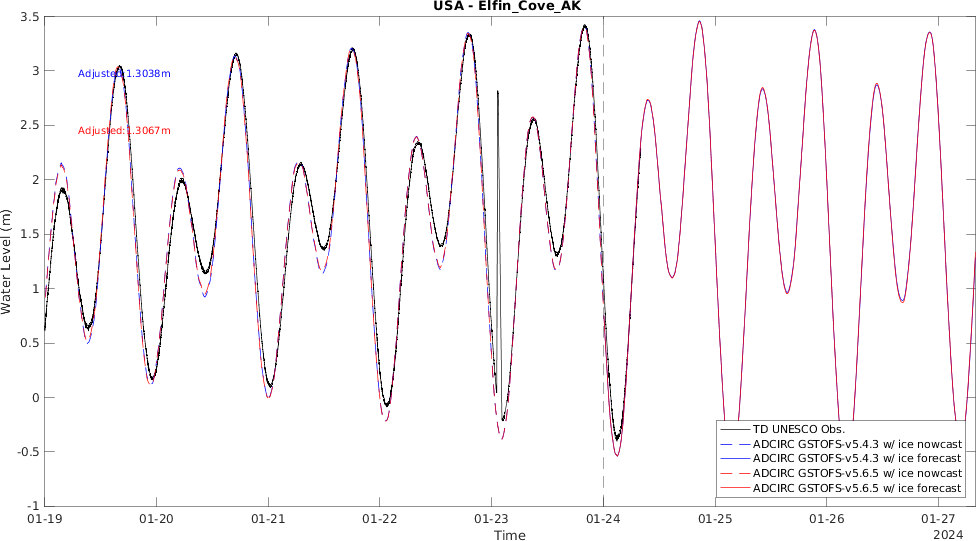 USA - Elfin_Cove_AK
Water Level (m)
3.5
3
2.5
2
1.5
1
0.5
0
-0.5
-1
Adjusted: 1.3038m
Adjusted: 1.3067m
TD UNESCO Obs.
ADCIRC GSTOFS-v5.4.3 w/ ice nowcast
ADCIRC GSTOFS-v5.4.3 w/ ice forecast
ADCIRC GSTOFS-v5.6.5 w/ ice nowcast
ADCIRC GSTOFS-v5.6.5 w/ ice forecast
01-19 01-20 01-21 01-22 01-23 01-24 01-25 01-26 01-27
Time
2024